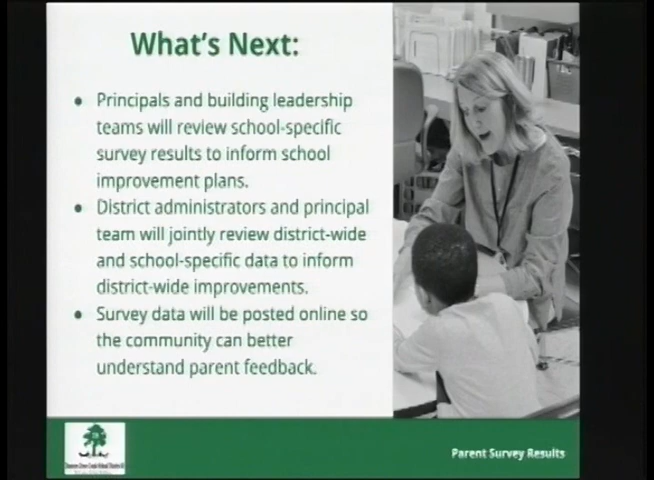 What's Next:
• Principals and building leadership
teams will review school-specific
survey results to inform school
improvement plans.
• District administrators and principal
team will jointly review district-wide
and school-specific data to inform
district-wide improvements.
• Survey data will be posted online so
the community can better
understand parent feedback.
Parent Survey Results